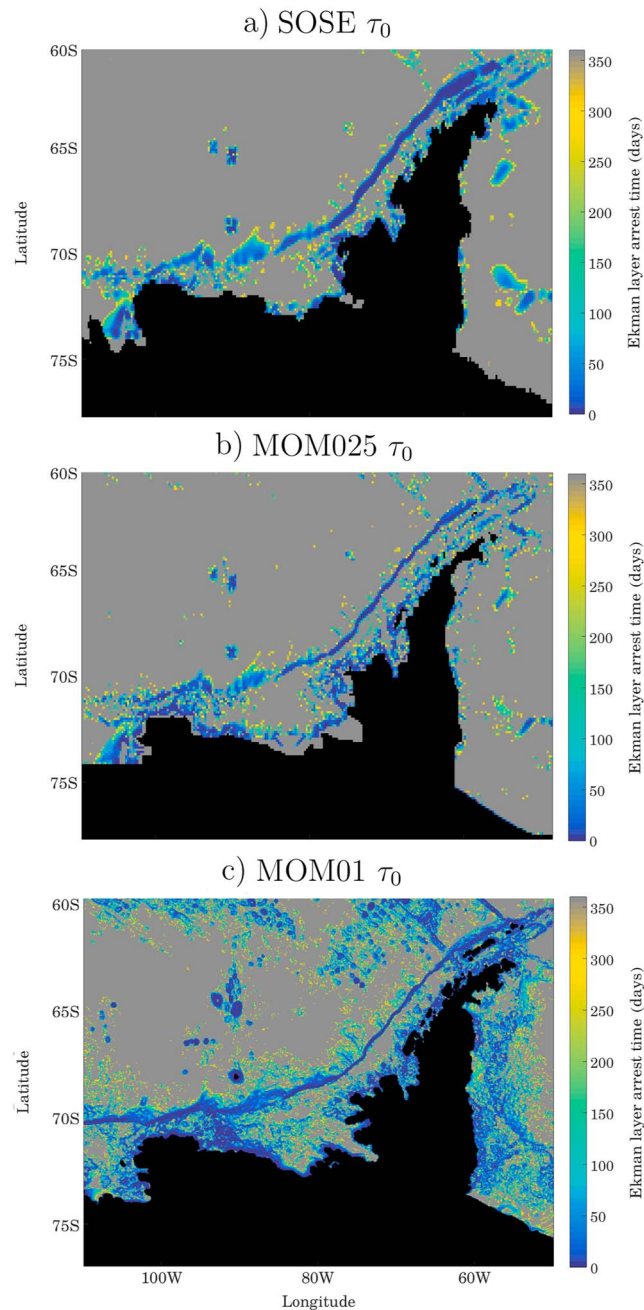 a) SOSE τ₀
60S
65S
70S
75S
Latitude
350
300
250
200
150
100
50
0
Ekman layer arrest time (days)
b) MOM025 τ₀
60S
65S
70S
75S
Latitude
350
300
250
200
150
100
50
0
Ekman layer arrest time (days)
c) MOM01 τ₀
60S
65S
70S
75S
Latitude
350
300
250
200
150
100
50
0
Ekman layer arrest time (days)
100W 80W 60W
Longitude